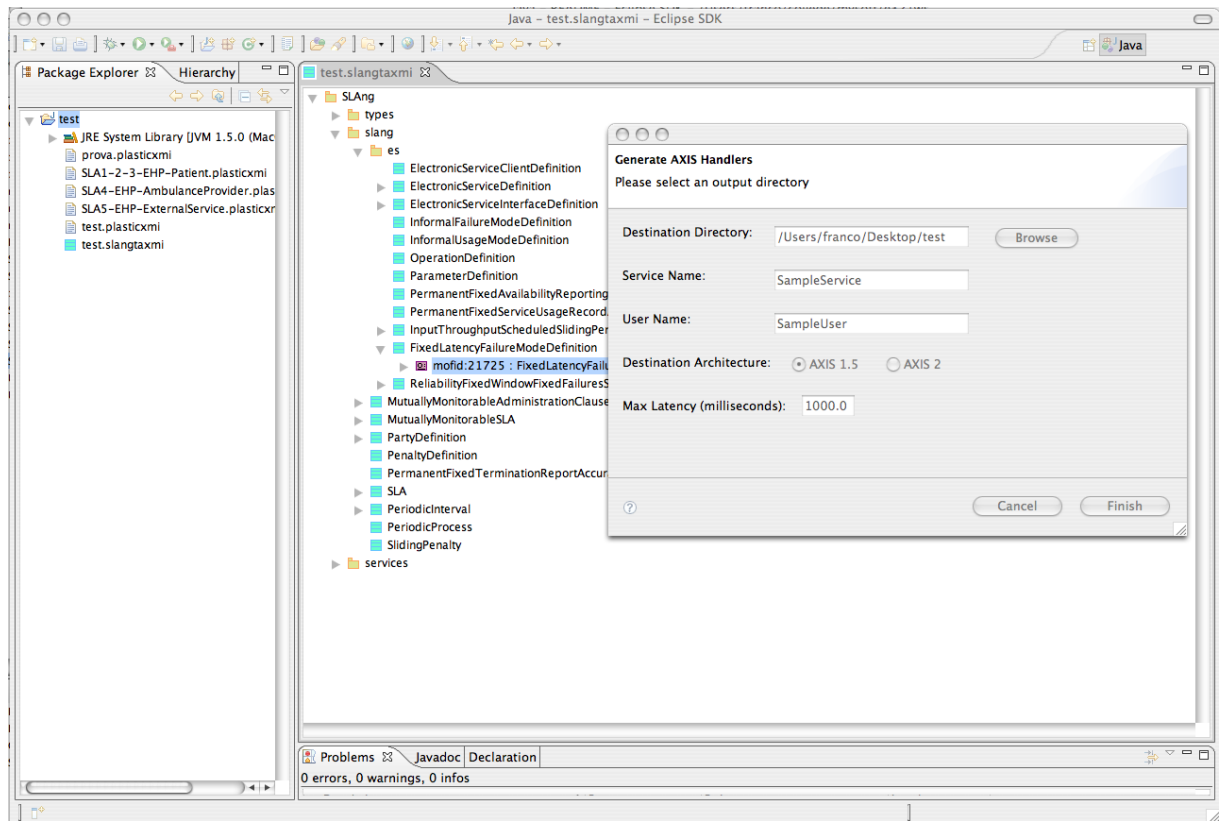 Java – test.slangtaxmi – Eclipse SDK
Java
Package Explorer
Hierarchy
test
JRE System Library [JVM 1.5.0 (Mac
prova.plasticxmi
SLA1-2-3-EHP-Patient.plasticxmi
SLA4-EHP-AmbulanceProvider.plas
SLA5-EHP-ExternalService.plasticxr
test.plasticxmi
test.slangtaxmi
test.slangtaxmi
SLAng
types
slang
es
ElectronicServiceClientDefinition
ElectronicServiceDefinition
ElectronicServiceInterfaceDefinition
InformalFailureModeDefinition
InformalUsageModeDefinition
OperationDefinition
ParameterDefinition
PermanentFixedAvailabilityReporting
PermanentFixedServiceUsageRecord
InputThroughputScheduledSlidingPer
FixedLatencyFailureModeDefinition
mofid:21725 : FixedLatencyFailu
ReliabilityFixedWindowFixedFailuresS
MutuallyMonitorableAdministrationClause
MutuallyMonitorableSLA
PartyDefinition
PenaltyDefinition
PermanentFixedTerminationReportAccur
SLA
PeriodicInterval
PeriodicProcess
SlidingPenalty
services
Generate AXIS Handlers
Please select an output directory
Destination Directory: /Users/franco/Desktop/test Browse
Service Name: SampleService
User Name: SampleUser
Destination Architecture: AXIS 1.5 AXIS 2
Max Latency (milliseconds): 1000.0
? Cancel Finish
Problems Javadoc Declaration
0 errors, 0 warnings, 0 infos